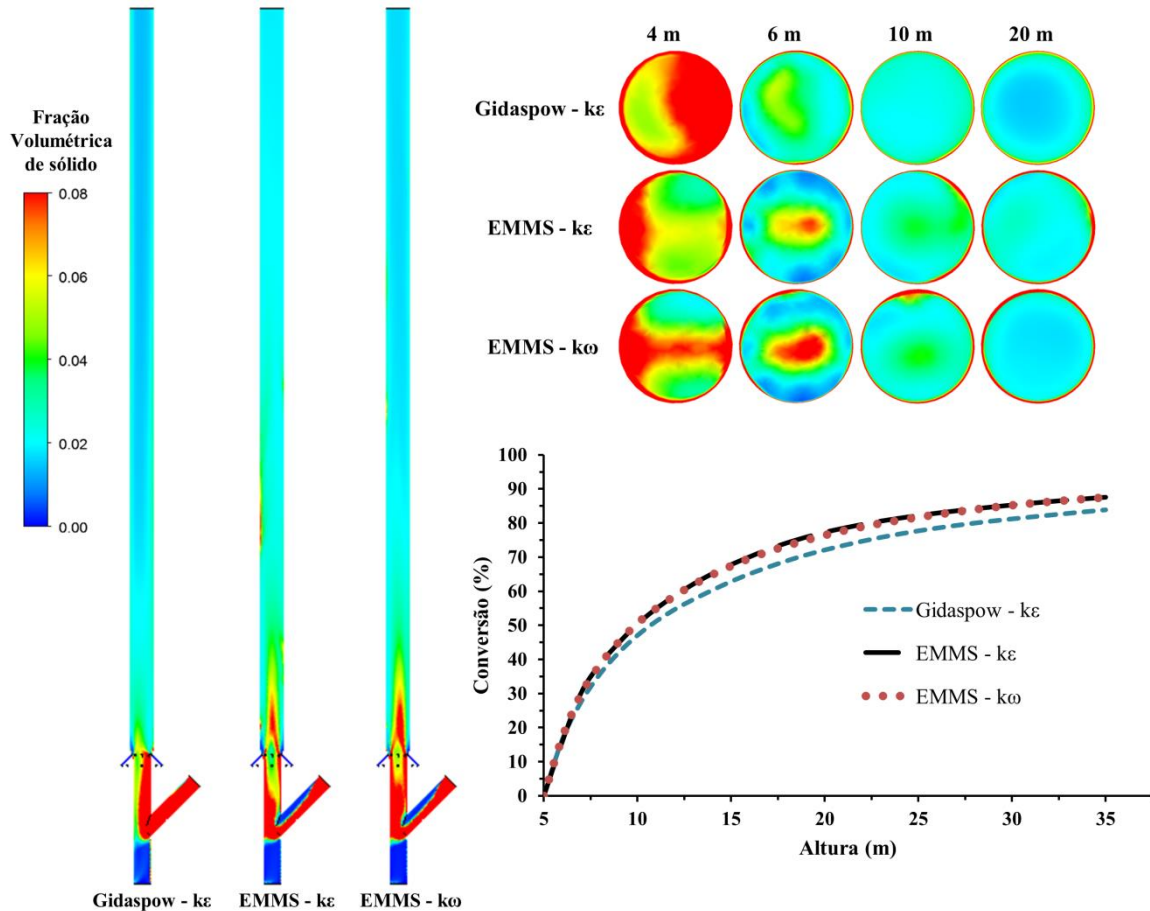 Fração
Volumétrica
de sólido
0.08
0.06
0.04
0.02
0.00
Gidaspow - kε
EMMS - kε
EMMS - kω
4 m
6 m
10 m
20 m
Gidaspow - kε
EMMS - kε
EMMS - kω
Conversão (%)
100
90
80
70
60
50
40
30
20
10
0
5
10
15
20
25
30
35
Altura (m)
Gidaspow - kε
EMMS - kε
EMMS - kω